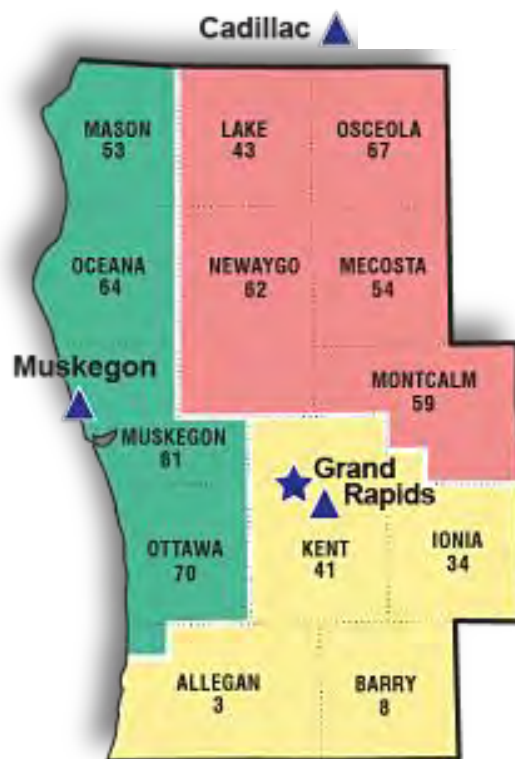 Cadillac
MASON
53
LAKE
43
OSCEOLA
67
OCEANA
64
NEWAYGO
62
MECOSTA
54
Muskegon
MONTCALM
59
MUSKEGON
61
Grand
Rapids
OTTAWA
70
KENT
41
IONIA
34
ALLEGAN
3
BARRY
8